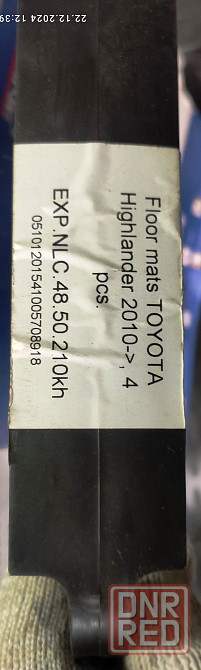 22.12.2024 12:39
Floor mats TOYOTA
Highlander 2010->, 4
pcs.
EXP.NLC.48.50.210kh
05101201541005708918
DNR
RED